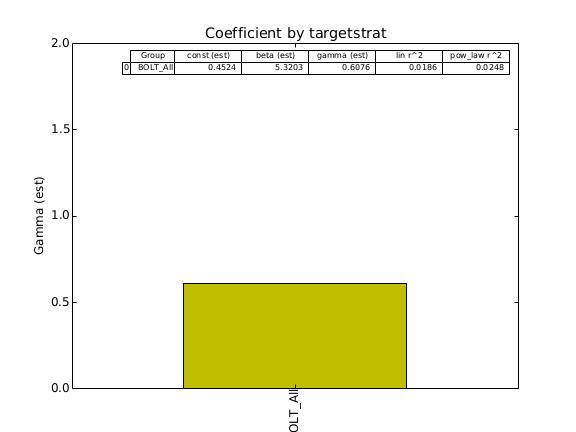 Coefficient by targetstrat
Group const (est) beta (est) gamma (est) lin r^2 pow_law r^2
0 BOLT_All 0.4524 5.3203 0.6076 0.0186 0.0248
2.0
1.5
1.0
0.5
0.0
Gamma (est)
OLT_All